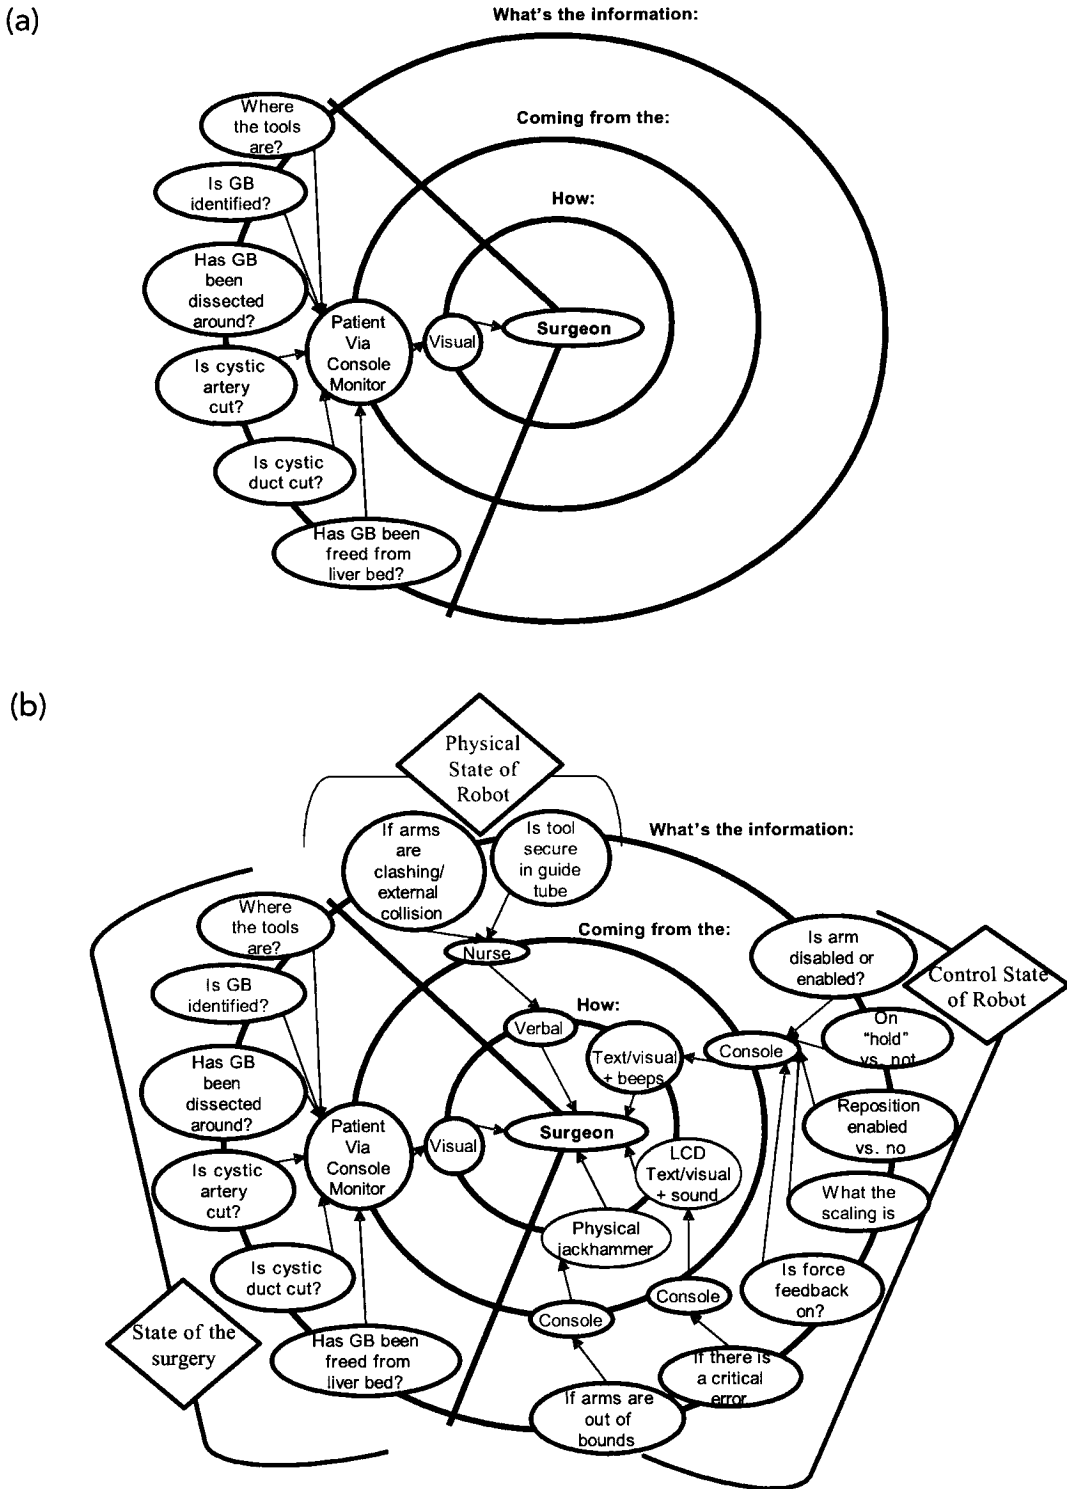 (a)
What's the information:
Coming from the:
How:
Where
the tools
are?
Is GB
identified?
Has GB
been
dissected
around?
Is cystic
artery
cut?
Is cystic
duct cut?
Has GB been
freed from
liver bed?
Patient
Via
Console
Monitor
Visual
Surgeon
(b)
Physical
State of
Robot
What's the information:
If arms
are
clashing/
external
collision
Is tool
secure
in guide
tube
Coming from the:
Nurse
How:
Verbal
Text/visual
+ beeps
Console
Is arm
disabled or
enabled?
Control State
of Robot
On
“hold”
vs. not
Reposition
enabled
vs. no
What the
scaling is
Is force
feedback
on?
Where
the tools
are?
Is GB
identified?
Has GB
been
dissected
around?
Is cystic
artery
cut?
Is cystic
duct cut?
Has GB been
freed from
liver bed?
Patient
Via
Console
Monitor
Visual
Surgeon
LCD
Text/visual
+ sound
Physical
jackhammer
Console
Console
If there is
a critical
error
If arms are
out of
bounds
State of the
surgery